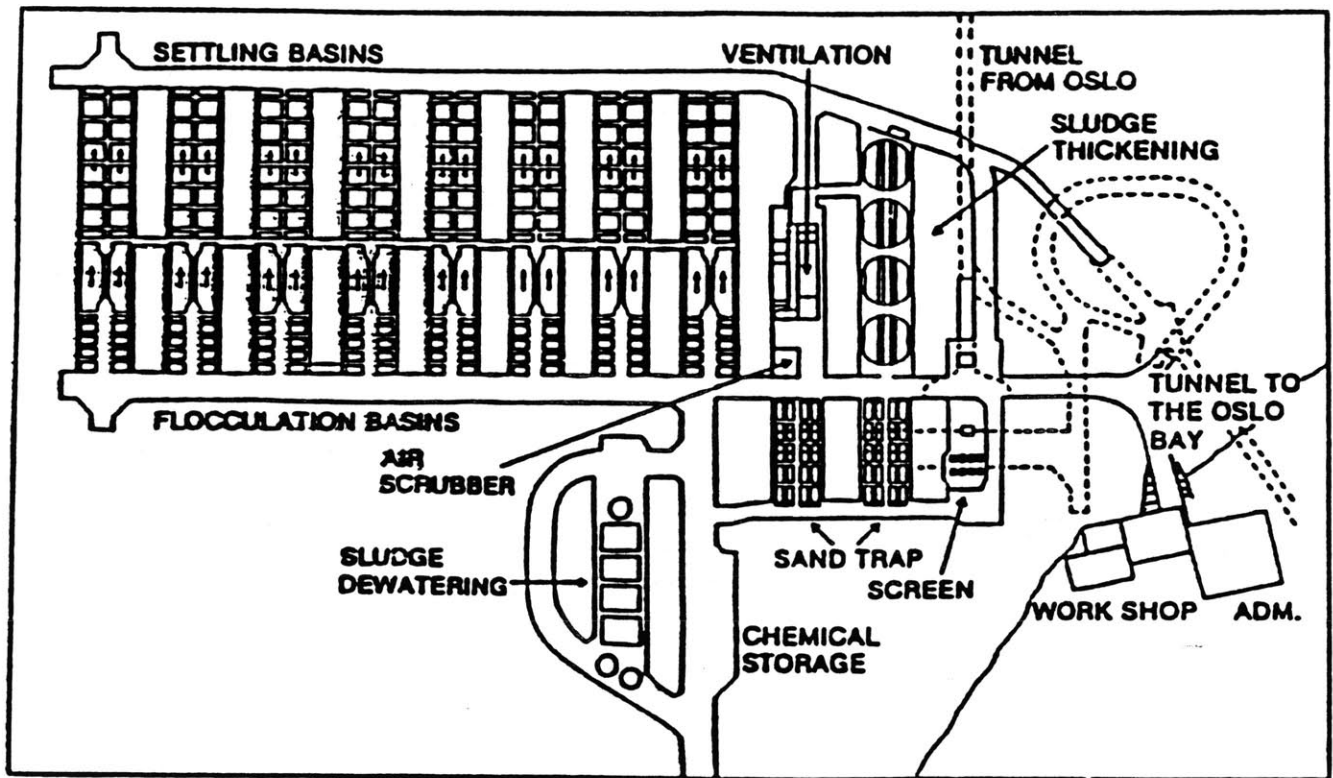 SETTLING BASINS
VENTILATION
TUNNEL
FROM OSLO
SLUDGE
THICKENING
TUNNEL TO
THE OSLO
BAY
FLOCCULATION BASINS
AIR
SCRUBBER
SLUDGE
DEWATERING
SAND TRAP
SCREEN
WORK SHOP
ADM.
CHEMICAL
STORAGE